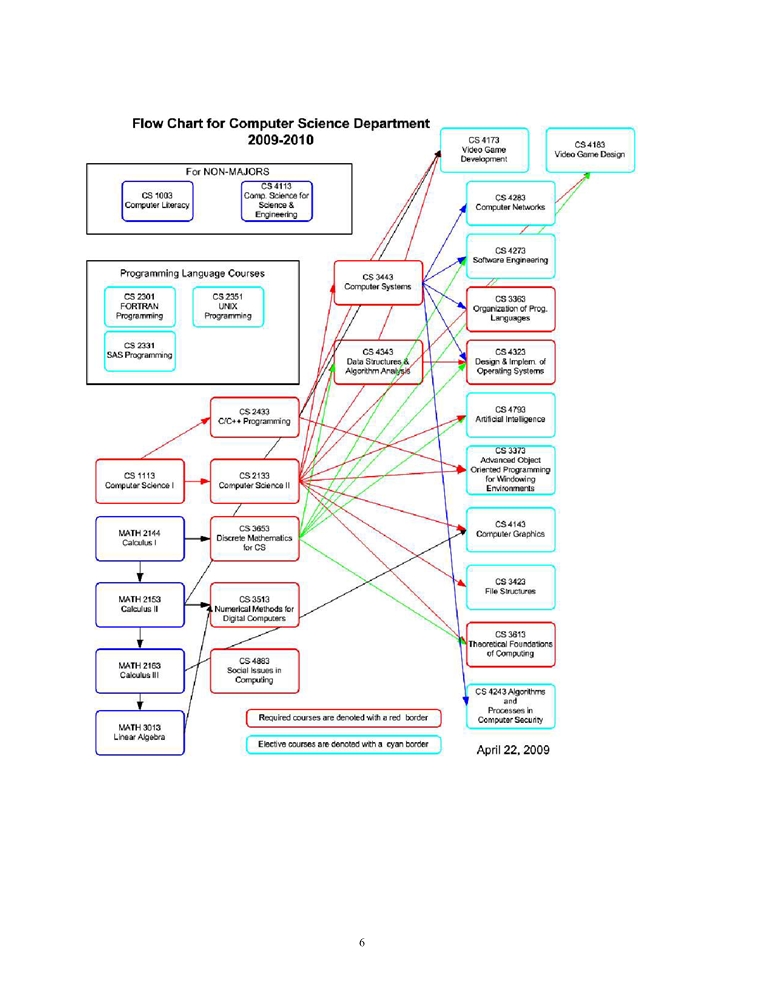 Flow Chart for Computer Science Department
2009-2010
For NON-MAJORS
CS 1003
Computer Literacy
CS 4113
Comp. Science for
Science &
Engineering
Programming Language Courses
CS 2301
FORTRAN
Programming
CS 2351
UNIX
Programming
CS 2331
SAS Programming
CS 4173
Video Game
Development
CS 4183
Video Game Design
CS 4283
Computer Networks
CS 4273
Software Engineering
CS 3443
Computer Systems
CS 3363
Organization of Prog.
Languages
CS 4343
Data Structures &
Algorithm Analysis
CS 4323
Design & Implem. of
Operating Systems
CS 2433
C/C++ Programming
CS 4793
Artificial Intelligence
CS 1113
Computer Science I
CS 2133
Computer Science II
CS 3373
Advanced Object
Oriented Programming
for Windowing
Environments
MATH 2144
Calculus I
CS 3653
Discrete Mathematics
for CS
CS 4143
Computer Graphics
MATH 2153
Calculus II
CS 3513
Numerical Methods for
Digital Computers
CS 3423
File Structures
MATH 2163
Calculus III
CS 4883
Social Issues in
Computing
CS 3613
Theoretical Foundations
of Computing
MATH 3013
Linear Algebra
CS 4243 Algorithms
and
Processes in
Computer Security
Required courses are denoted with a red border
Elective courses are denoted with a cyan border
April 22, 2009
6